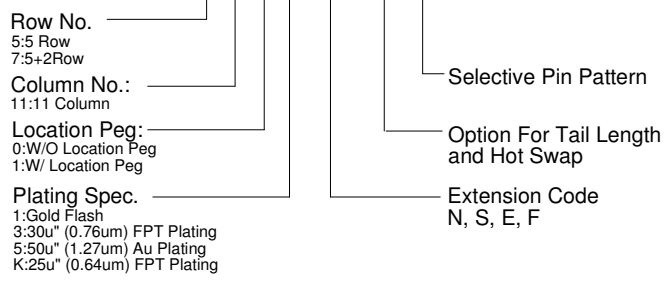 Row No.
5:5 Row
7:5+2Row
Column No.:
11:11 Column
Location Peg:
0:W/O Location Peg
1:W/ Location Peg
Plating Spec.
1:Gold Flash
3:30u" (0.76um) FPT Plating
5:50u" (1.27um) Au Plating
K:25u" (0.64um) FPT Plating
Selective Pin Pattern
Option For Tail Length
and Hot Swap
Extension Code
N, S, E, F